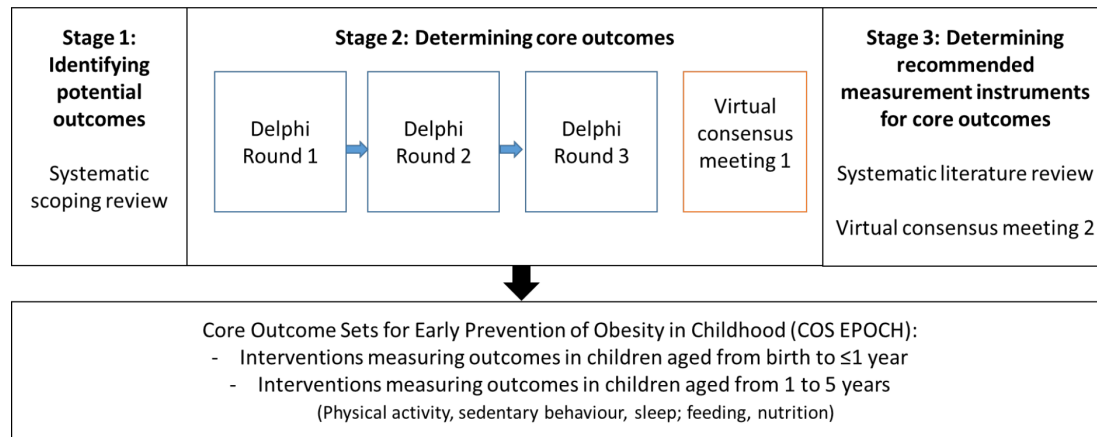 Stage 1:
Identifying
potential
outcomes
Systematic
scoping review
Stage 2: Determining core outcomes
Delphi
Round 1
Delphi
Round 2
Delphi
Round 3
Virtual
consensus
meeting 1
Stage 3: Determining
recommended
measurement instruments
for core outcomes
Systematic literature review
Virtual consensus meeting 2
Core Outcome Sets for Early Prevention of Obesity in Childhood (COS EPOCH):
- Interventions measuring outcomes in children aged from birth to ≤1 year
- Interventions measuring outcomes in children aged from 1 to 5 years
(Physical activity, sedentary behaviour, sleep; feeding, nutrition)